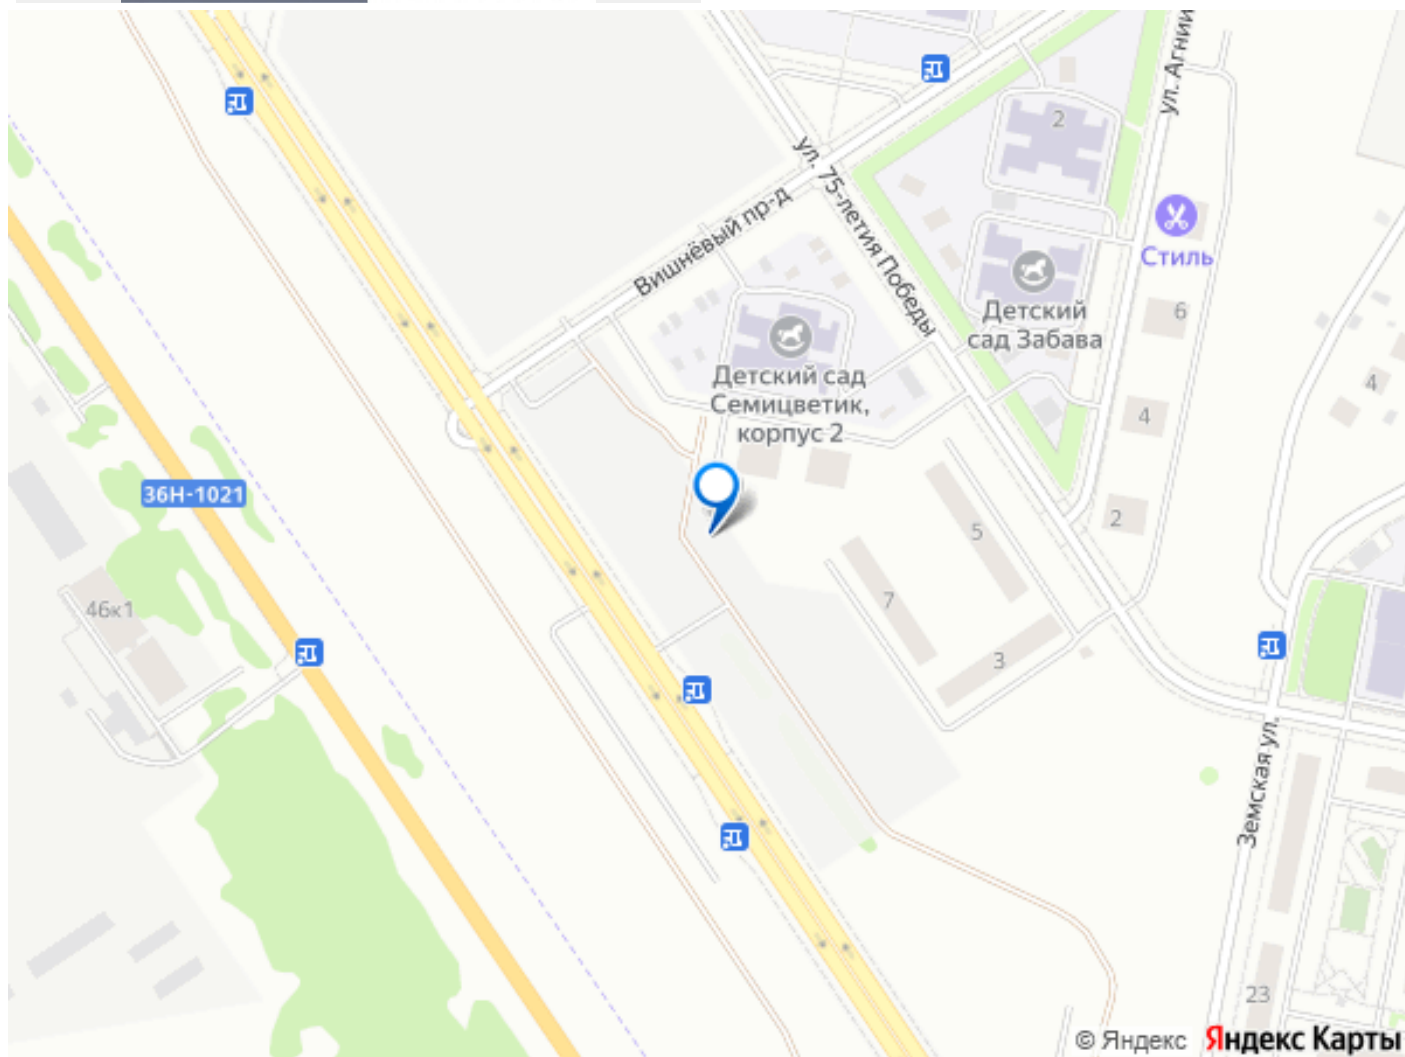 ул. Агнии
2
ул. 75-летия Победы
Вишнёвый пр-д
Стиль
Детский
сад Забава
6
Детский сад
Семицветик,
корпус 2
4
4
36Н-1021
2
5
7
46к1
3
Земская ул.
23
© Яндекс Яндекс Карты